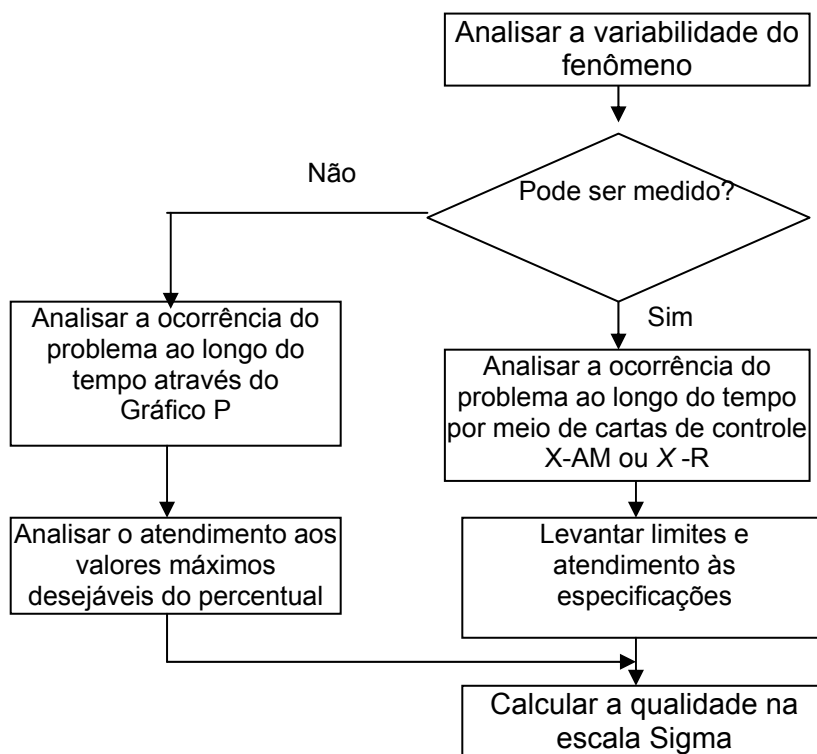 Analisar a variabilidade do
fenômeno
Pode ser medido?
Não
Sim
Analisar a ocorrência do
problema ao longo do
tempo através do
Gráfico P
Analisar a ocorrência do
problema ao longo do tempo
por meio de cartas de controle
X-AM ou X -R
Analisar o atendimento aos
valores máximos
desejáveis do percentual
Levantar limites e
atendimento às
especificações
Calcular a qualidade na
escala Sigma